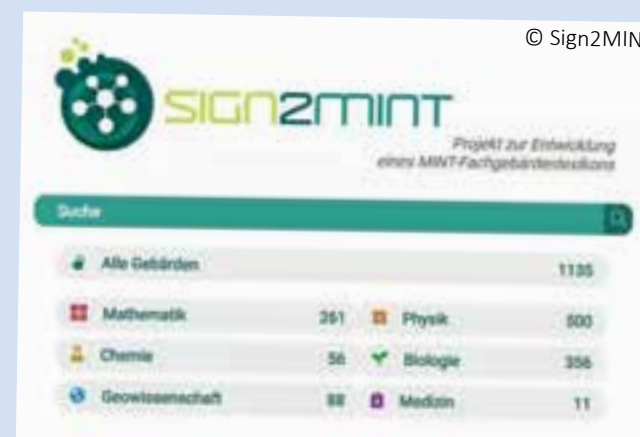 © Sign2MIN
SIGN2MINT
Projekt zur Entwicklung
eines MINT-Fachgebärdenlexikons
Suche
Alle Gebärden 1135
Mathematik 261 Physik 500
Chemie 56 Biologie 356
Geowissenschaft 88 Medizin 11